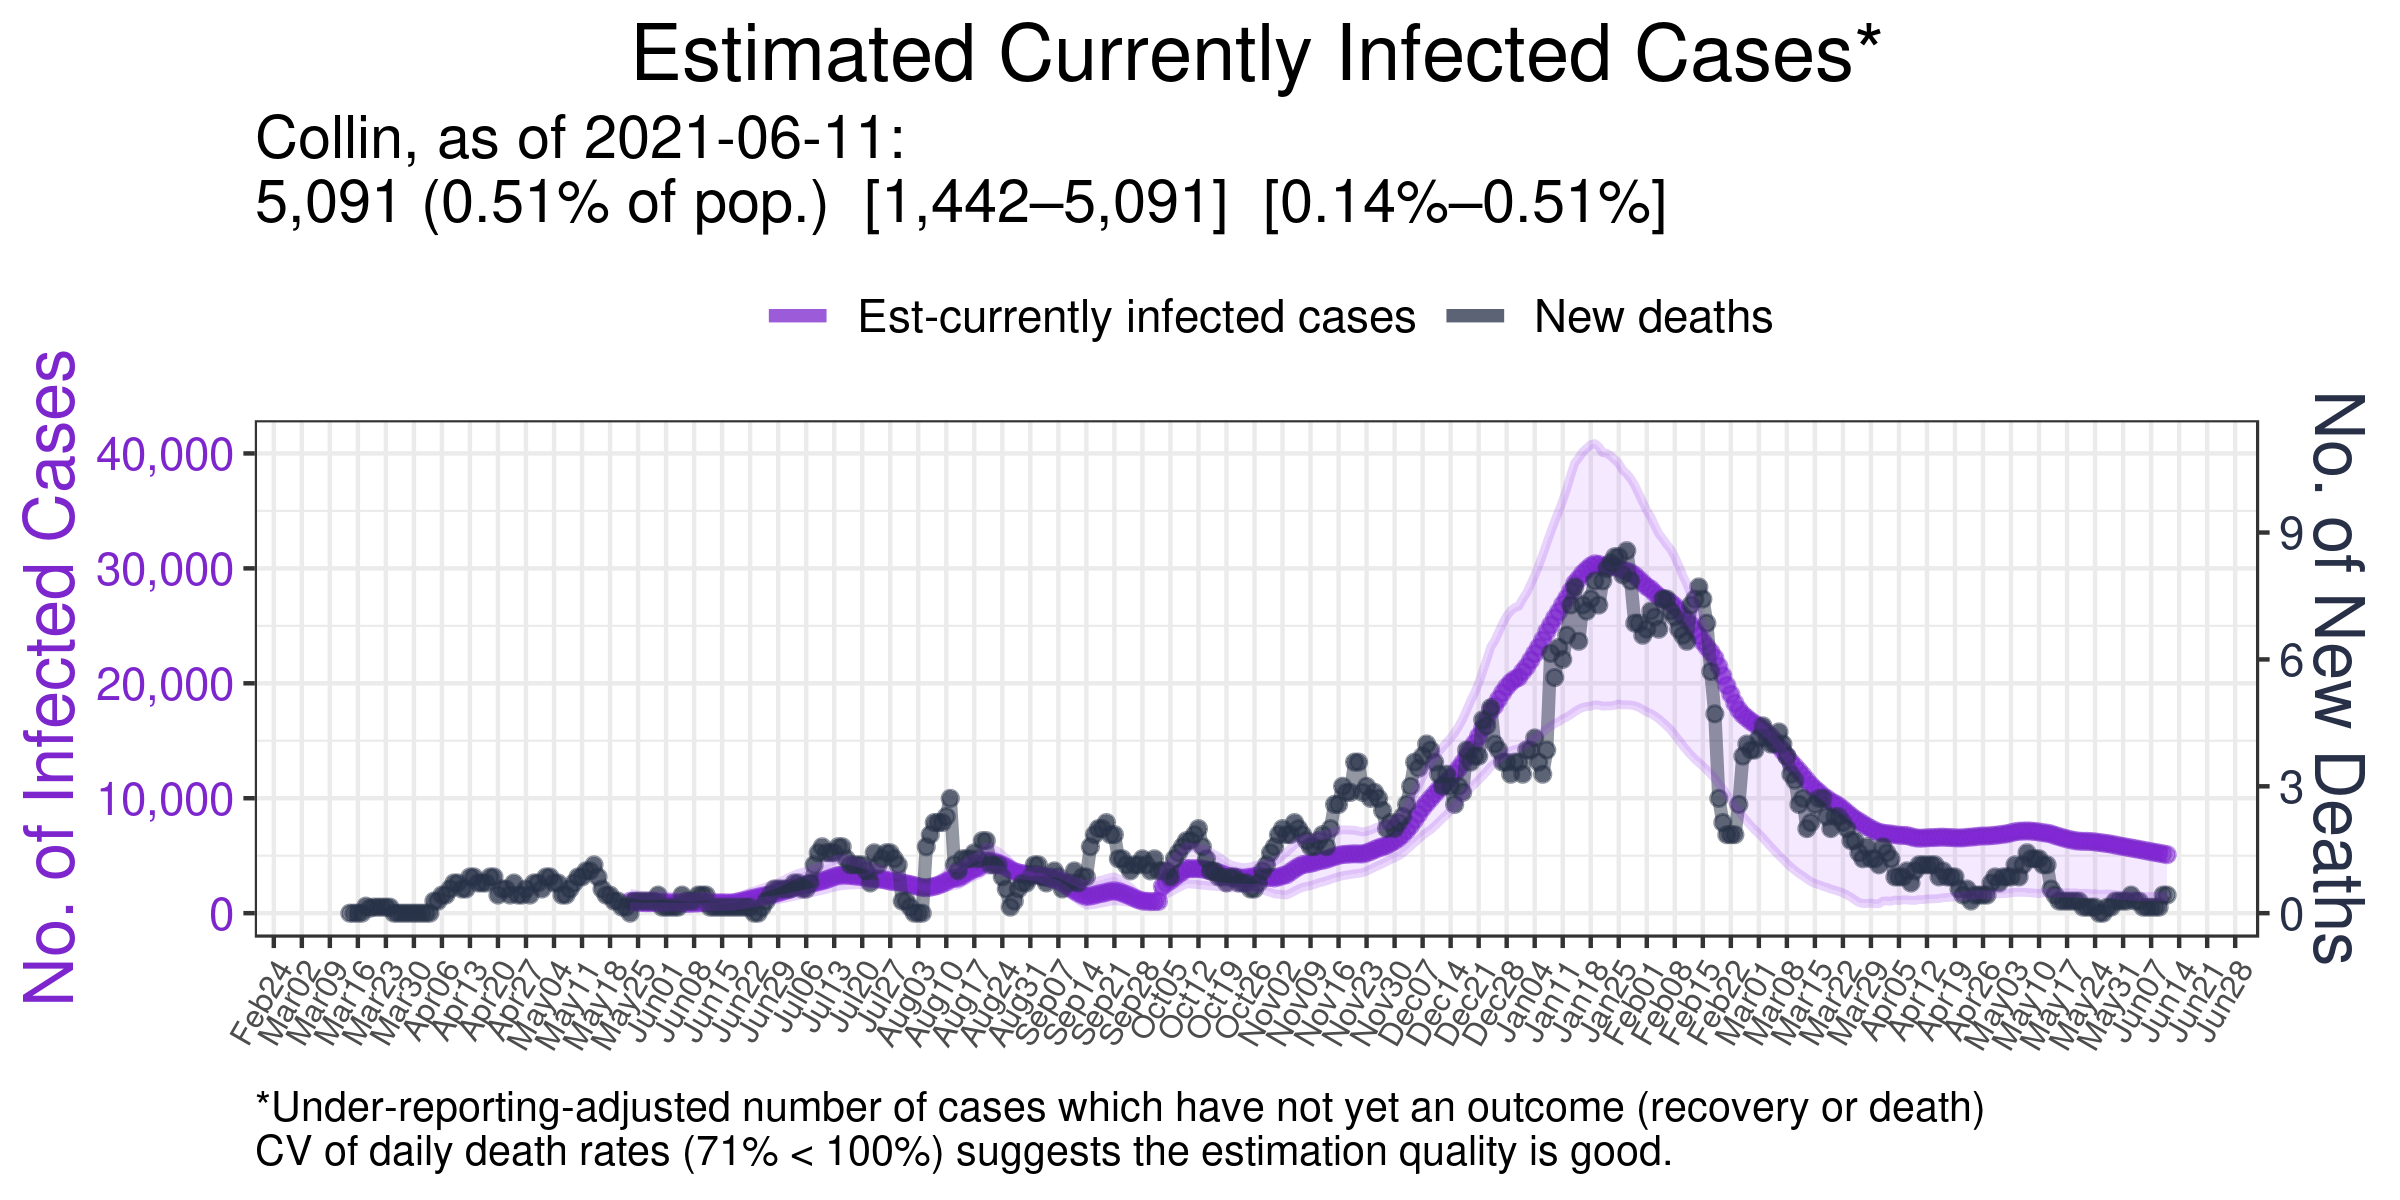 Estimated Currently Infected Cases*
Collin, as of 2021-06-11:
5,091 (0.51% of pop.)  [1,442–5,091]  [0.14%–0.51%]
Est-currently infected cases
New deaths
No. of Infected Cases
40,000
30,000
20,000
10,000
0
No. of New Deaths
9
6
3
0
Feb24
Mar02
Mar09
Mar16
Mar23
Mar30
Apr06
Apr13
Apr20
Apr27
May04
May11
May18
May25
Jun01
Jun08
Jun15
Jun22
Jun29
Jul06
Jul13
Jul20
Jul27
Aug03
Aug10
Aug17
Aug24
Aug31
Sep07
Sep14
Sep21
Sep28
Oct05
Oct12
Oct19
Oct26
Nov02
Nov09
Nov16
Nov23
Nov30
Dec07
Dec14
Dec21
Dec28
Jan04
Jan11
Jan18
Jan25
Feb01
Feb08
Feb15
Feb22
Mar01
Mar08
Mar15
Mar22
Mar29
Apr05
Apr12
Apr19
Apr26
May03
May10
May17
May24
May31
Jun07
Jun14
Jun21
Jun28
*Under-reporting-adjusted number of cases which have not yet an outcome (recovery or death)
CV of daily death rates (71% < 100%) suggests the estimation quality is good.